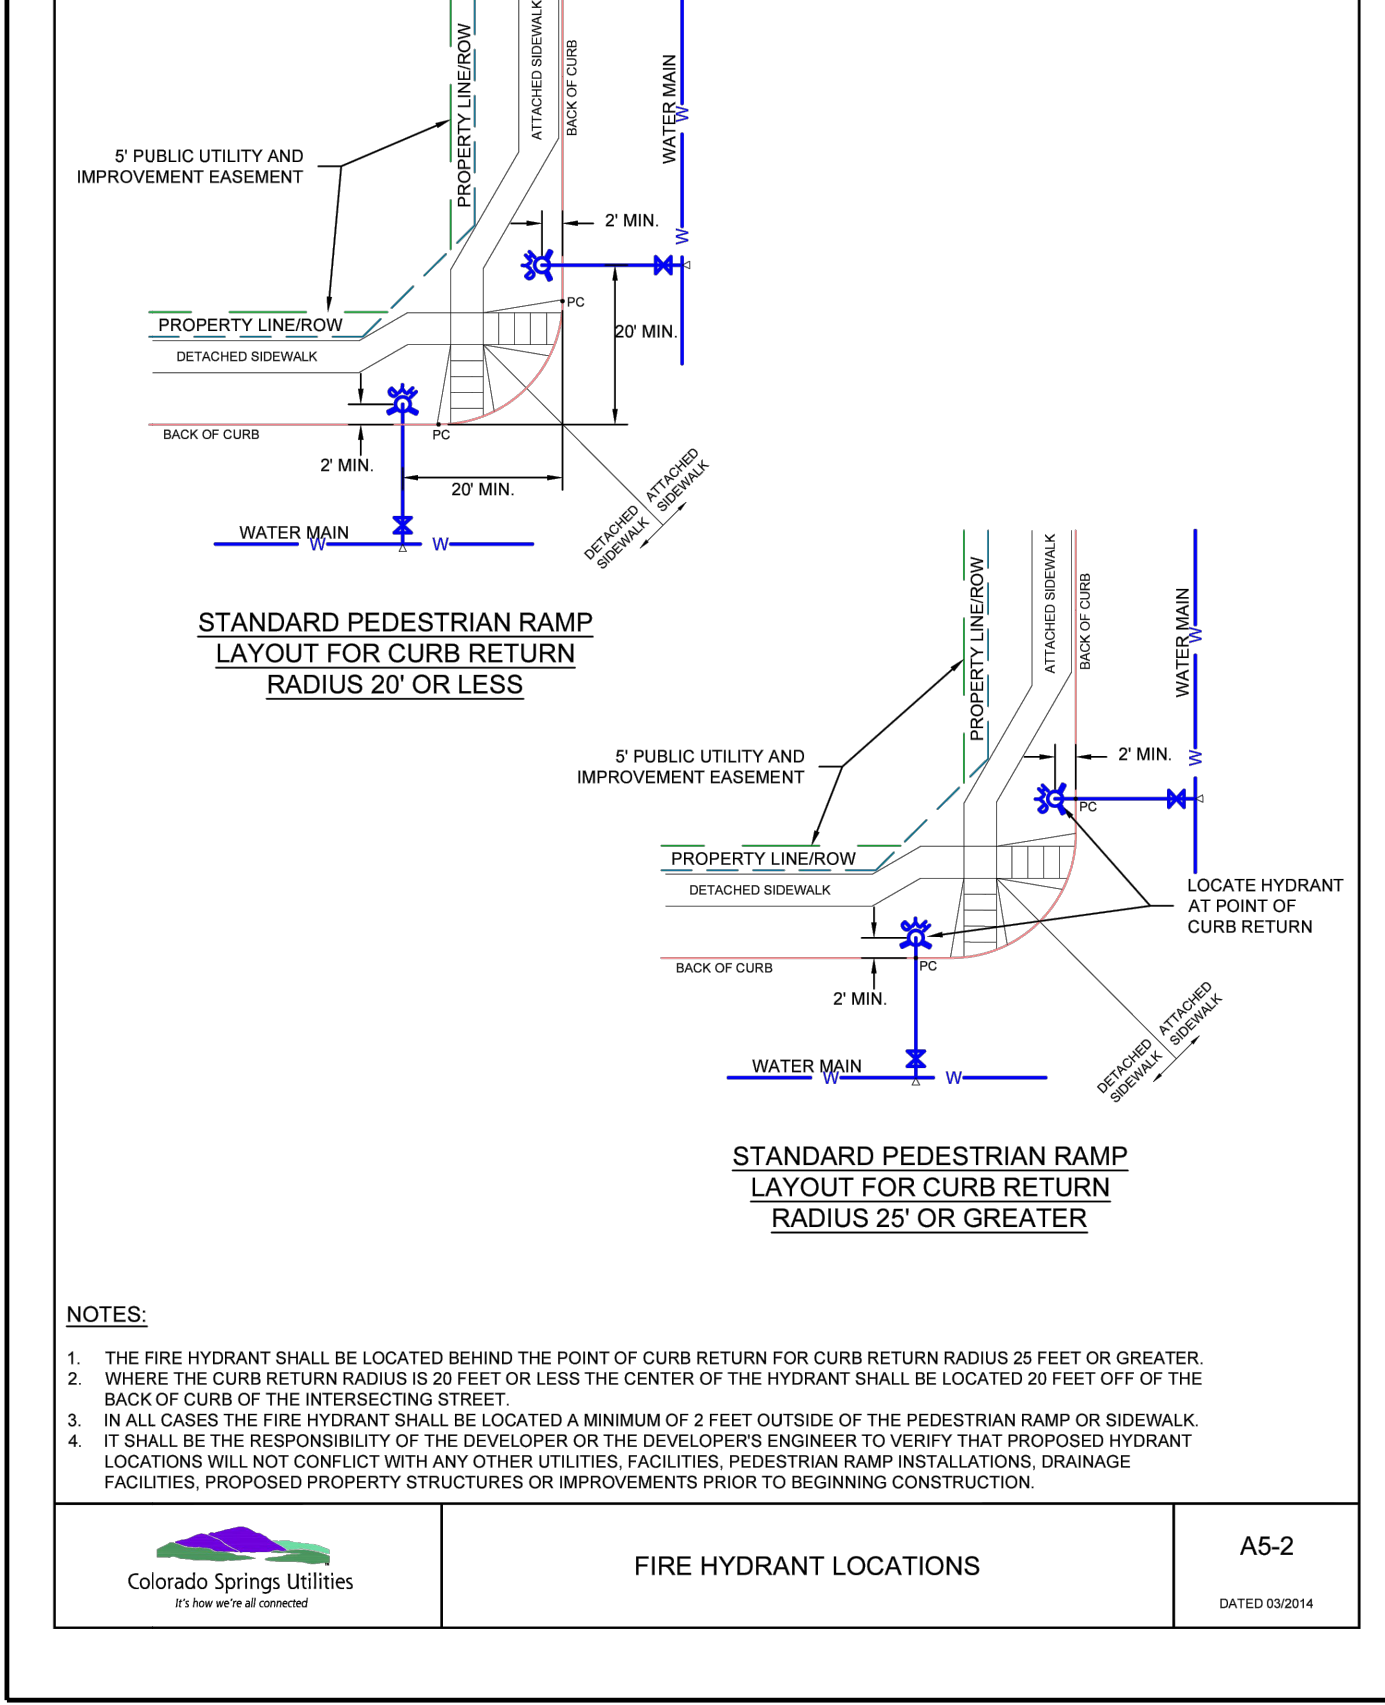 PROPERTY LINE/ROW
ATTACHED SIDEWALK
BACK OF CURB
WATER MAIN
W
W
5' PUBLIC UTILITY AND
IMPROVEMENT EASEMENT
2' MIN.
PC
20' MIN.
PROPERTY LINE/ROW
DETACHED SIDEWALK
BACK OF CURB
PC
2' MIN.
20' MIN.
ATTACHED
SIDEWALK
DETACHED
SIDEWALK
WATER MAIN
W
W
STANDARD PEDESTRIAN RAMP
LAYOUT FOR CURB RETURN
RADIUS 20' OR LESS
PROPERTY LINE/ROW
ATTACHED SIDEWALK
BACK OF CURB
WATER MAIN
W
W
5' PUBLIC UTILITY AND
IMPROVEMENT EASEMENT
2' MIN.
PC
PROPERTY LINE/ROW
DETACHED SIDEWALK
LOCATE HYDRANT
AT POINT OF
CURB RETURN
BACK OF CURB
PC
2' MIN.
ATTACHED
SIDEWALK
DETACHED
SIDEWALK
WATER MAIN
W
W
STANDARD PEDESTRIAN RAMP
LAYOUT FOR CURB RETURN
RADIUS 25' OR GREATER
NOTES:
1. THE FIRE HYDRANT SHALL BE LOCATED BEHIND THE POINT OF CURB RETURN FOR CURB RETURN RADIUS 25 FEET OR GREATER.
2. WHERE THE CURB RETURN RADIUS IS 20 FEET OR LESS THE CENTER OF THE HYDRANT SHALL BE LOCATED 20 FEET OFF OF THE
BACK OF CURB OF THE INTERSECTING STREET.
3. IN ALL CASES THE FIRE HYDRANT SHALL BE LOCATED A MINIMUM OF 2 FEET OUTSIDE OF THE PEDESTRIAN RAMP OR SIDEWALK.
4. IT SHALL BE THE RESPONSIBILITY OF THE DEVELOPER OR THE DEVELOPER'S ENGINEER TO VERIFY THAT PROPOSED HYDRANT
LOCATIONS WILL NOT CONFLICT WITH ANY OTHER UTILITIES, FACILITIES, PEDESTRIAN RAMP INSTALLATIONS, DRAINAGE
FACILITIES, PROPOSED PROPERTY STRUCTURES OR IMPROVEMENTS PRIOR TO BEGINNING CONSTRUCTION.
Colorado Springs Utilities
It's how we're all connected
FIRE HYDRANT LOCATIONS
A5-2
DATED 03/2014